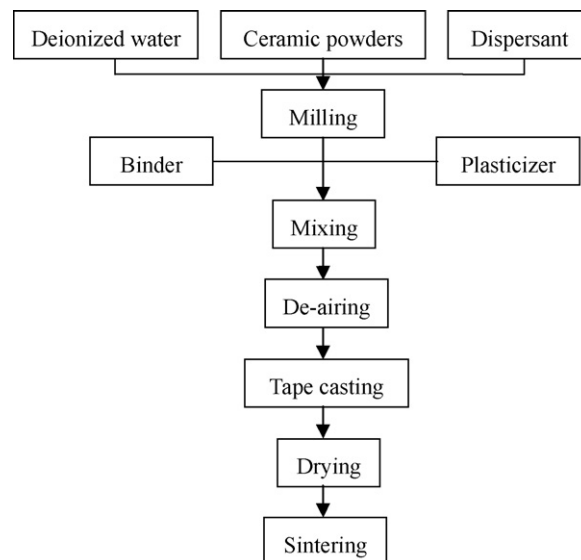 Deionized water
Ceramic powders
Dispersant
Milling
Binder
Plasticizer
Mixing
De-airing
Tape casting
Drying
Sintering